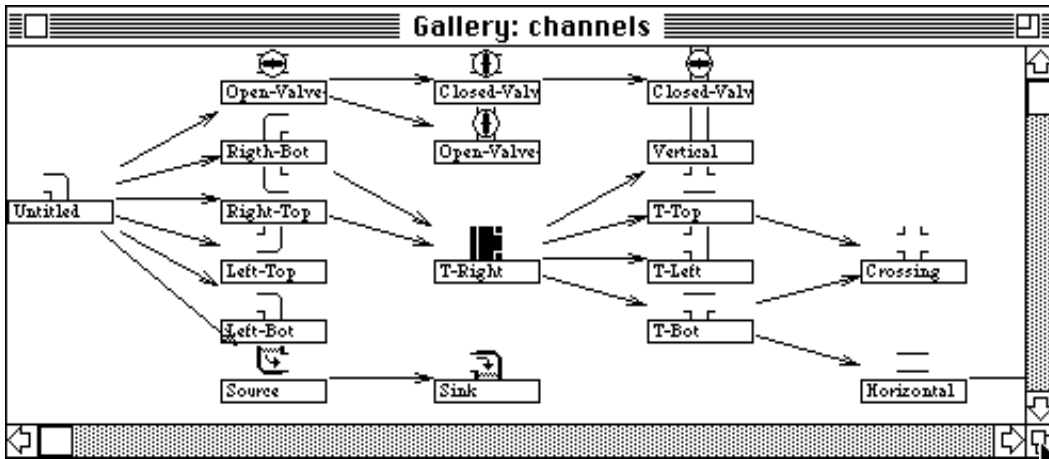 Gallery: channels
Open-Valve-
Closed-Valv
Closed-Valv
Rigth-Bot
Open-Valve-
Vertical
Untitled
Right-Top
T-Top
Left-Top
T-Right
T-Left
Crossing
Left-Bot
T-Bot
Source
Sink
Horizontal